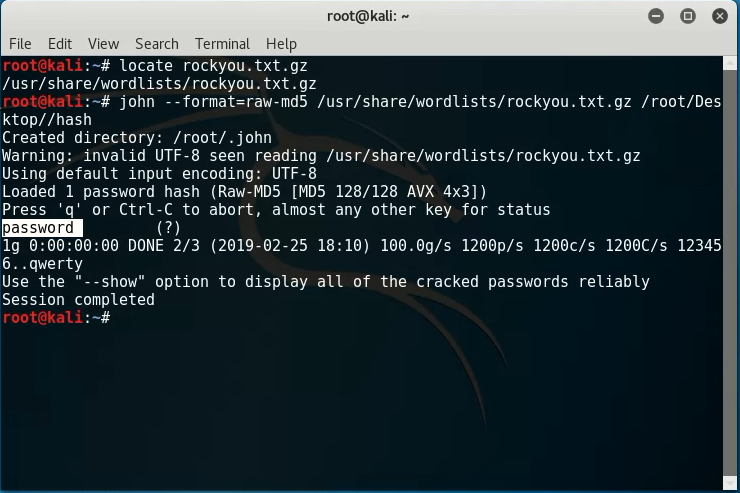 root@kali: ~
File Edit View Search Terminal Help
root@kali:~# locate rockyou.txt.gz
/usr/share/wordlists/rockyou.txt.gz
root@kali:~# john --format=raw-md5 /usr/share/wordlists/rockyou.txt.gz /root/Des
ktop//hash
Created directory: /root/.john
Warning: invalid UTF-8 seen reading /usr/share/wordlists/rockyou.txt.gz
Using default input encoding: UTF-8
Loaded 1 password hash (Raw-MD5 [MD5 128/128 AVX 4x3])
Press 'q' or Ctrl-C to abort, almost any other key for status
password (?)
1g 0:00:00:00 DONE 2/3 (2019-02-25 18:10) 100.0g/s 1200p/s 1200c/s 1200C/s 12345
6..qwerty
Use the "--show" option to display all of the cracked passwords reliably
Session completed
root@kali:~#